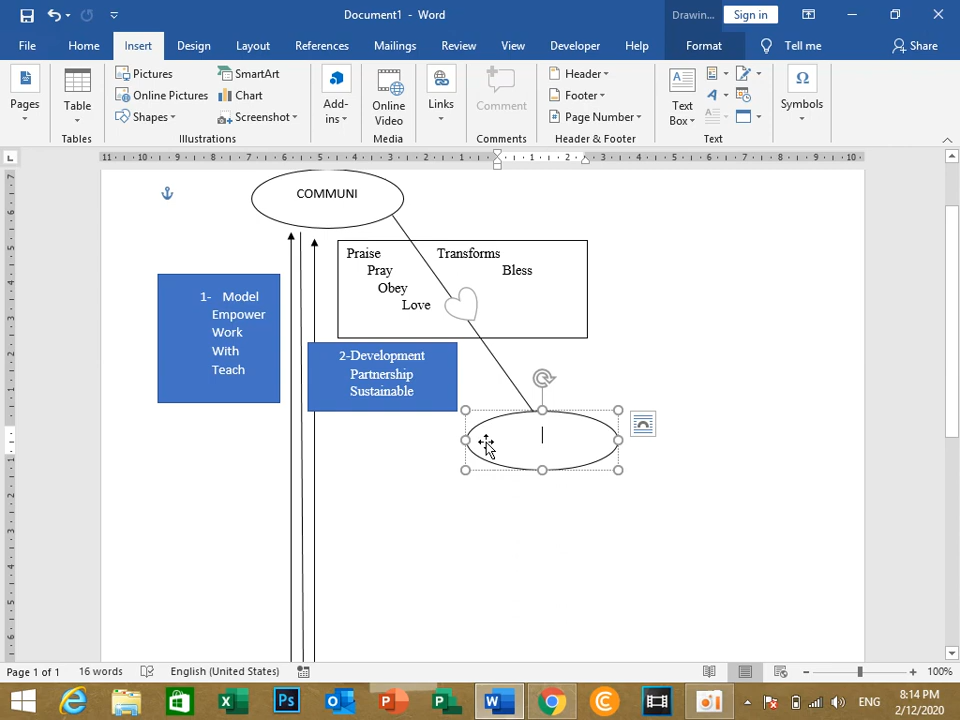 Document1 - Word
Drawin...
Sign in
File
Home
Insert
Design
Layout
References
Mailings
Review
View
Developer
Help
Format
Tell me
Share
Pages
Table
Tables
Pictures
Online Pictures
Shapes
SmartArt
Chart
Screenshot
Illustrations
Add-
ins
Online
Video
Media
Links
Comment
Comments
Header
Footer
Page Number
Header & Footer
Text
Box
Text
Symbols
COMMUNI
Praise Transforms
Pray Bless
Obey
Love
1- Model
Empower
Work
With
Teach
2-Development
Partnership
Sustainable
Page 1 of 1 16 words English (United States) 100%
ENG
8:14 PM
2/12/2020